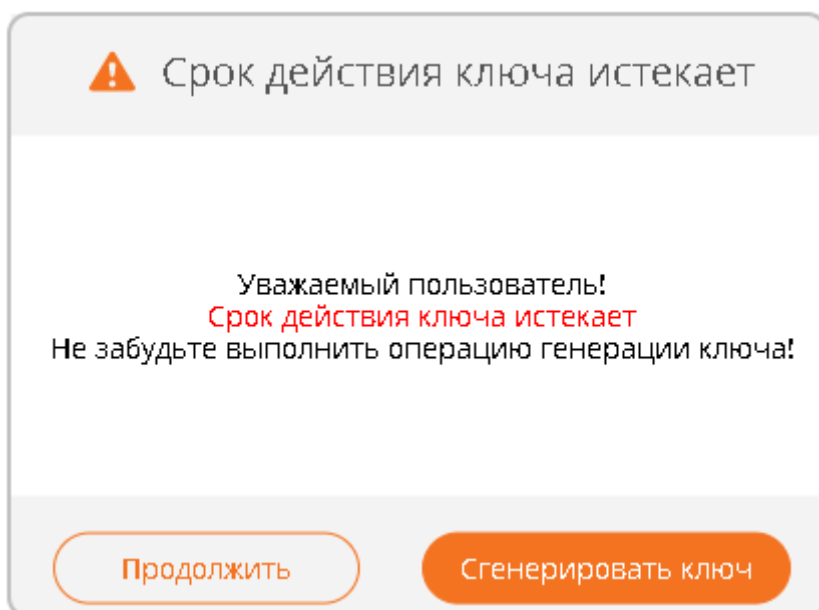 Срок действия ключа истекает
Уважаемый пользователь!
Срок действия ключа истекает
Не забудьте выполнить операцию генерации ключа!
Продолжить
Сгенерировать ключ